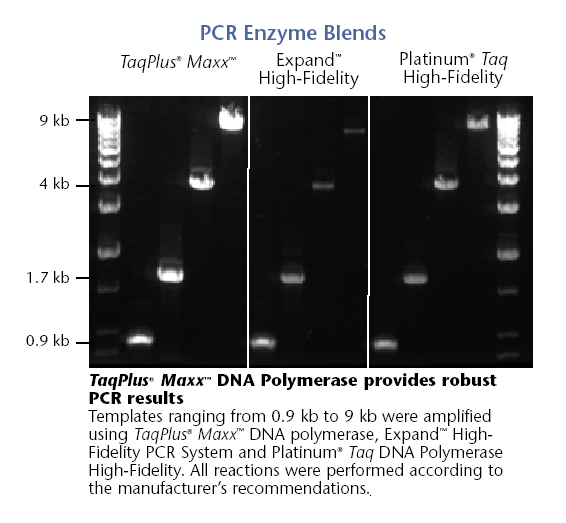 PCR Enzyme Blends
TaqPlus® Maxx™
Expand™
High-Fidelity
Platinum® Taq
High-Fidelity
9 kb
4 kb
1.7 kb
0.9 kb
TaqPlus® Maxx™ DNA Polymerase provides robust
PCR results
Templates ranging from 0.9 kb to 9 kb were amplified
using TaqPlus® Maxx™ DNA polymerase, Expand™ High-
Fidelity PCR System and Platinum® Taq DNA Polymerase
High-Fidelity. All reactions were performed according to
the manufacturer's recommendations.